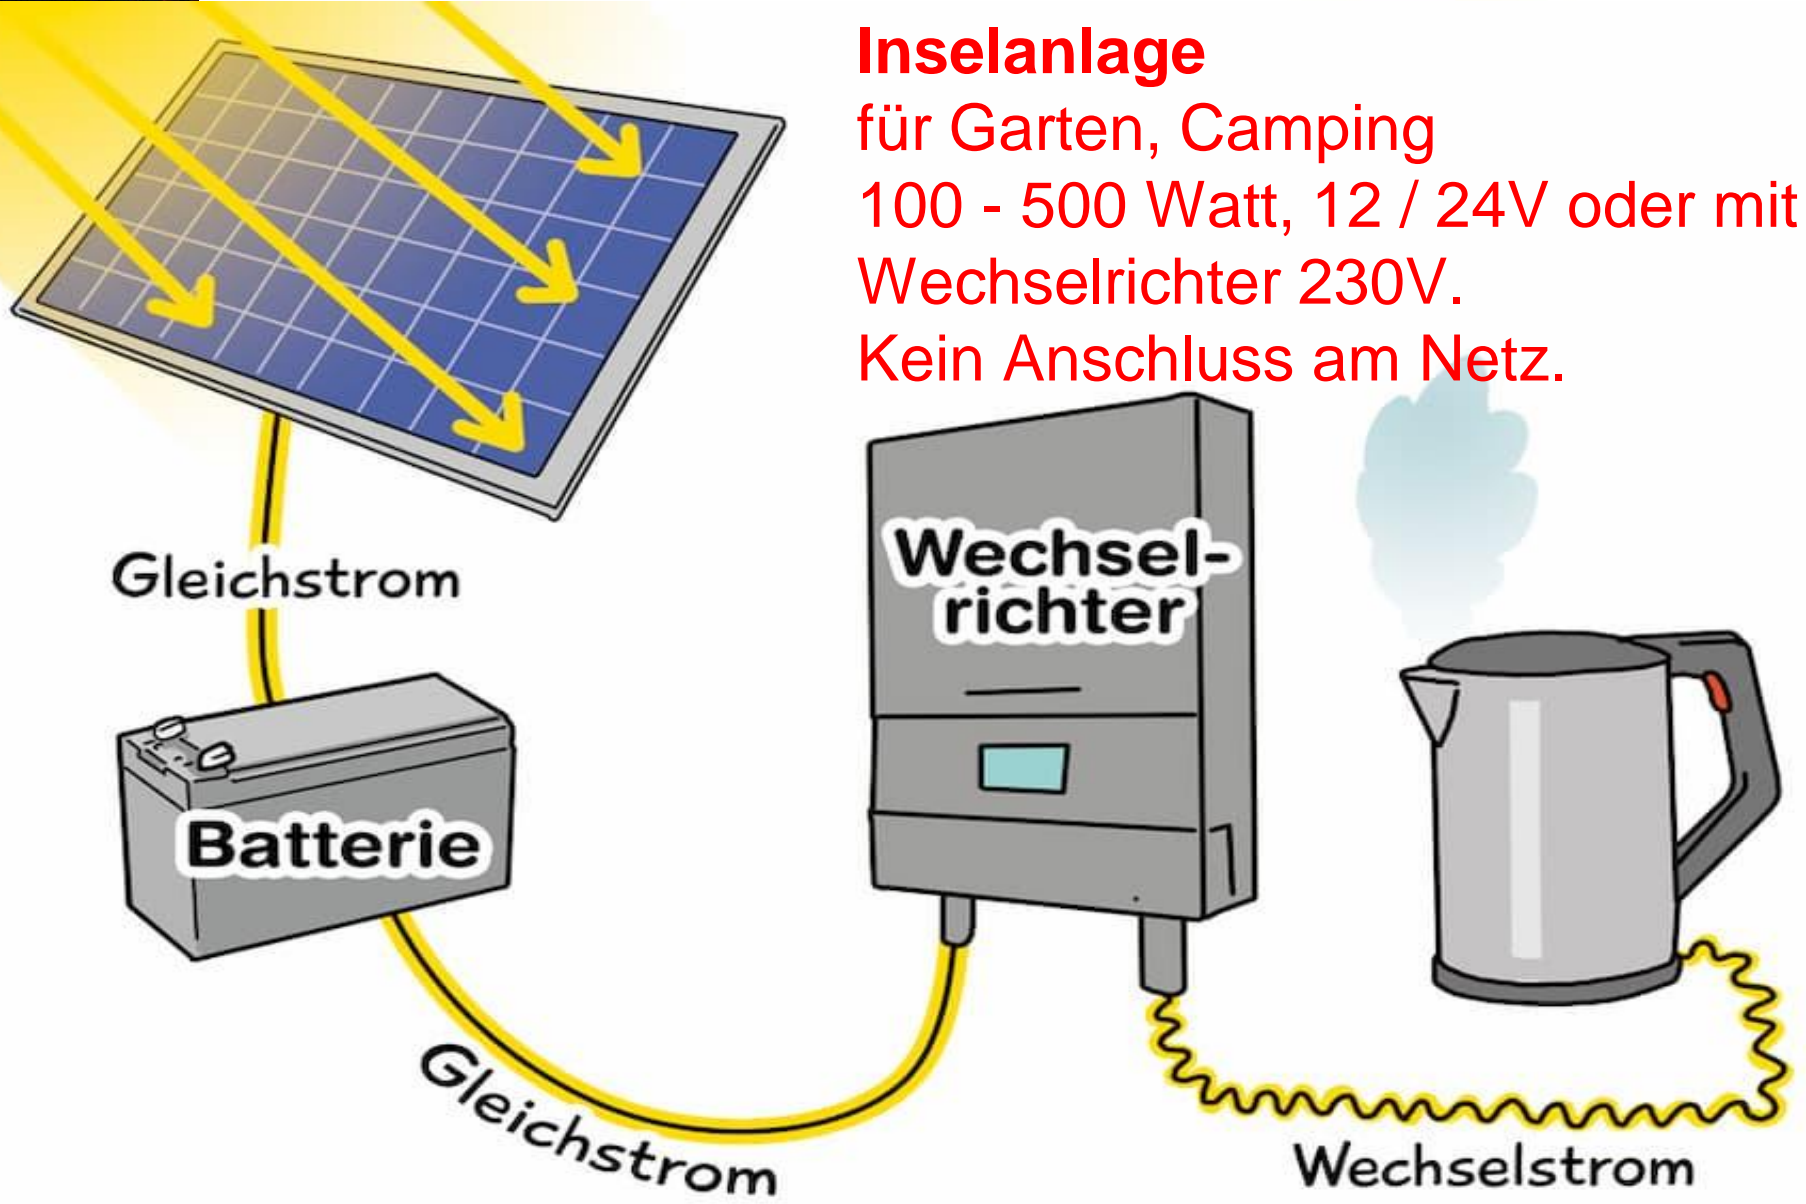 Inselanlage
für Garten, Camping
100 - 500 Watt, 12 / 24V oder mit
Wechselrichter 230V.
Kein Anschluss am Netz.
Gleichstrom
Wechsel-
richter
Batterie
Gleichstrom
Wechselstrom